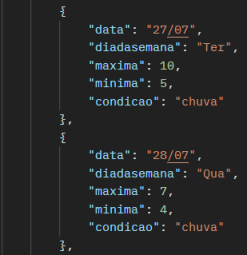 {
"data": "27/07",
"diadasemana": "Ter",
"maxima": 10,
"minima": 5,
"condicao": "chuva"
},
{
"data": "28/07",
"diadasemana": "Qua",
"maxima": 7,
"minima": 4,
"condicao": "chuva"
},